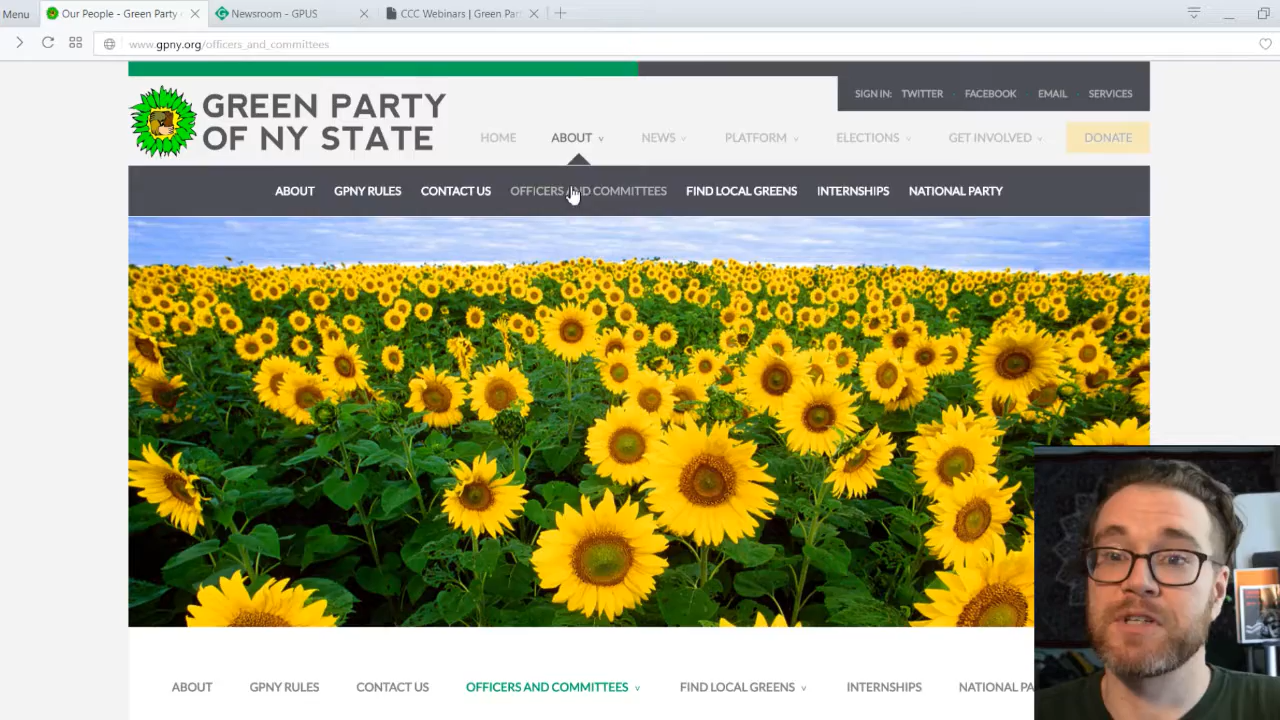 Menu
Our People - Green Party
Newsroom - GPUS
CCC Webinars | Green Par
www.gpny.org/officers_and_committees
SIGN IN: TWITTER · FACEBOOK · EMAIL · SERVICES
GREEN PARTY
OF NY STATE
HOME ABOUT ∨ NEWS ∨ PLATFORM ∨ ELECTIONS ∨ GET INVOLVED ∨ DONATE
ABOUT GPNY RULES CONTACT US OFFICERS AND COMMITTEES FIND LOCAL GREENS INTERNSHIPS NATIONAL PARTY
ABOUT GPNY RULES CONTACT US OFFICERS AND COMMITTEES ∨ FIND LOCAL GREENS ∨ INTERNSHIPS NATIONAL PA